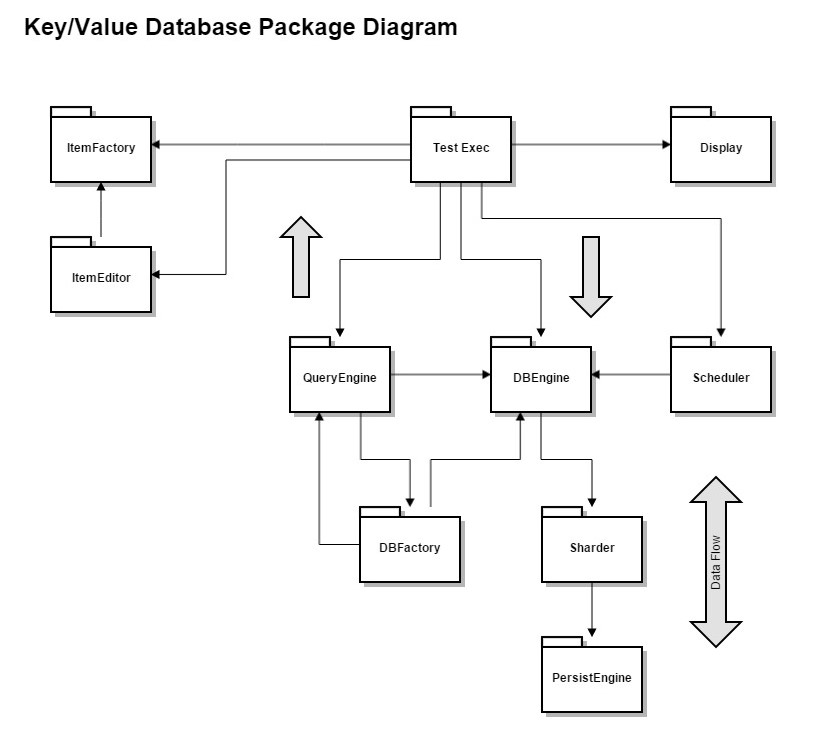 Key/Value Database Package Diagram
ItemFactory
Test Exec
Display
ItemEditor
QueryEngine
DBEngine
Scheduler
DBFactory
Sharder
Data Flow
PersistEngine